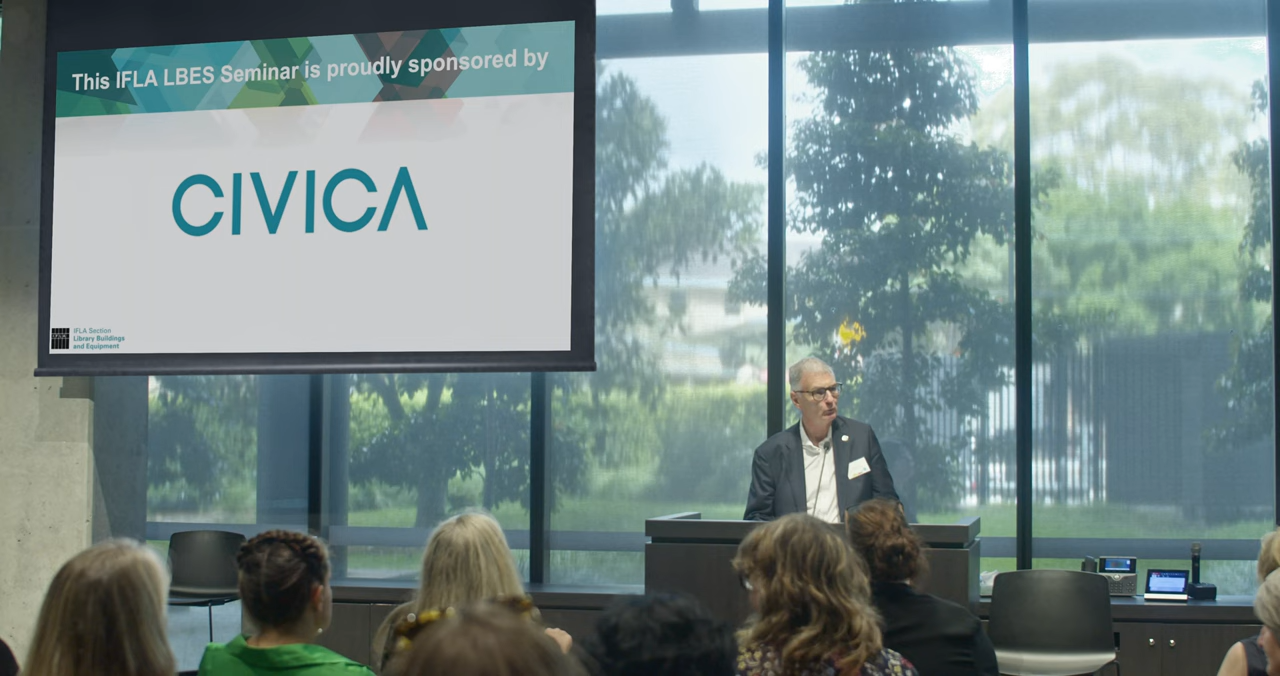 This IFLA LBES Seminar is proudly sponsored by
CIVICA
IFLA Section
Library Buildings
and Equipment